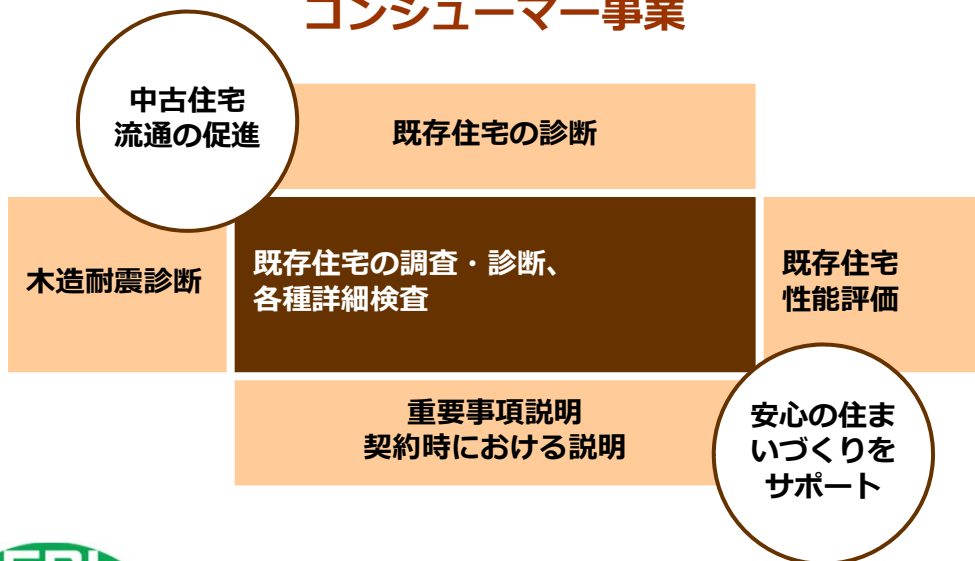 コンシューマー事業
中古住宅
流通の促進
既存住宅の診断
木造耐震診断
既存住宅の調査・診断、
各種詳細検査
既存住宅
性能評価
重要事項説明
契約時における説明
安心の住ま
いづくりを
サポート